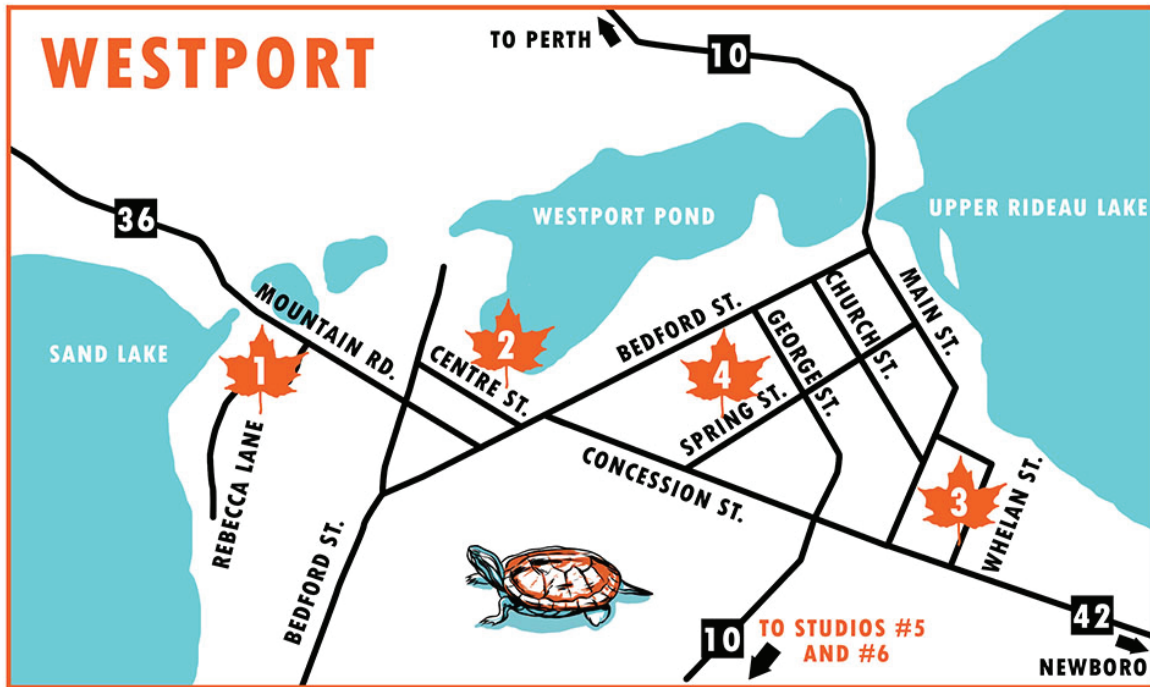 WESTPORT
TO PERTH
10
36
WESTPORT POND
UPPER RIDEAU LAKE
SAND LAKE
MOUNTAIN RD.
1
2
CENTRE ST.
BEDFORD ST.
4
GEORGE ST.
CHURCH ST.
MAIN ST.
SPRING ST.
REBECCA LANE
BEDFORD ST.
CONCESSION ST.
3
WHELAN ST.
10
TO STUDIOS #5
AND #6
42
NEWBORO